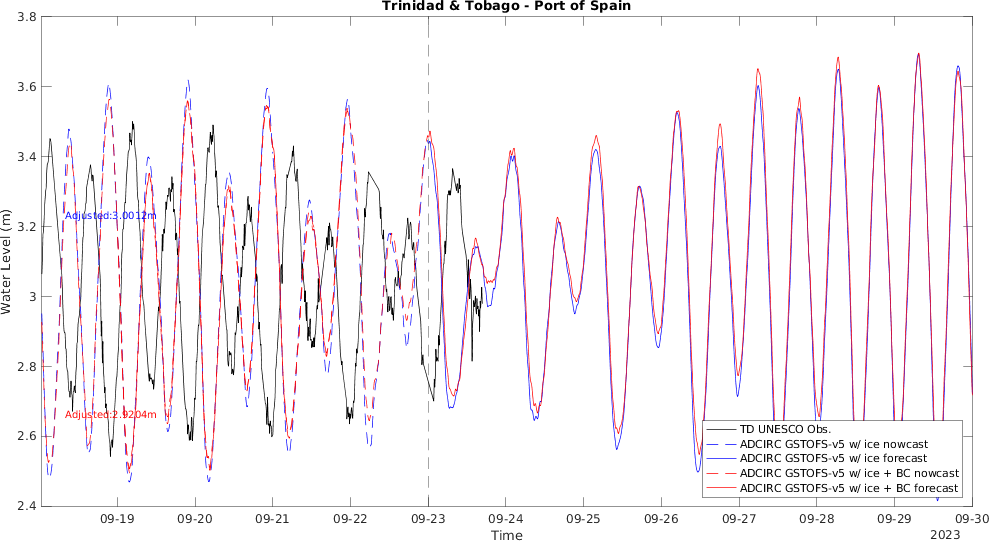 Trinidad & Tobago - Port of Spain
3.8
3.6
3.4
3.2
3
2.8
2.6
2.4
Water Level (m)
Adjusted:3.0012m
Adjusted:2.9204m
TD UNESCO Obs.
ADCIRC GSTOFS-v5 w/ ice nowcast
ADCIRC GSTOFS-v5 w/ ice forecast
ADCIRC GSTOFS-v5 w/ ice + BC nowcast
ADCIRC GSTOFS-v5 w/ ice + BC forecast
09-19 09-20 09-21 09-22 09-23 09-24 09-25 09-26 09-27 09-28 09-29 09-30
Time 2023